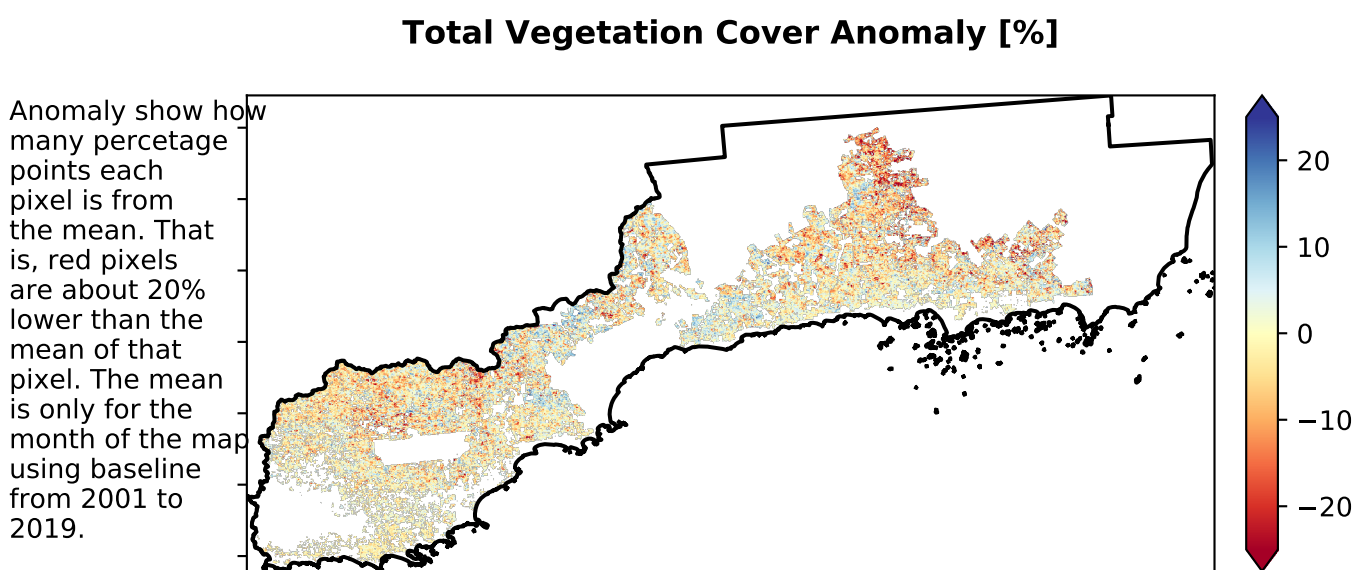 Total Vegetation Cover Anomaly [%]
Anomaly show how
many percetage
points each
pixel is from
the mean. That
is, red pixels
are about 20%
lower than the
mean of that
pixel. The mean
is only for the
month of the map
using baseline
from 2001 to
2019.
20
10
0
−10
−20